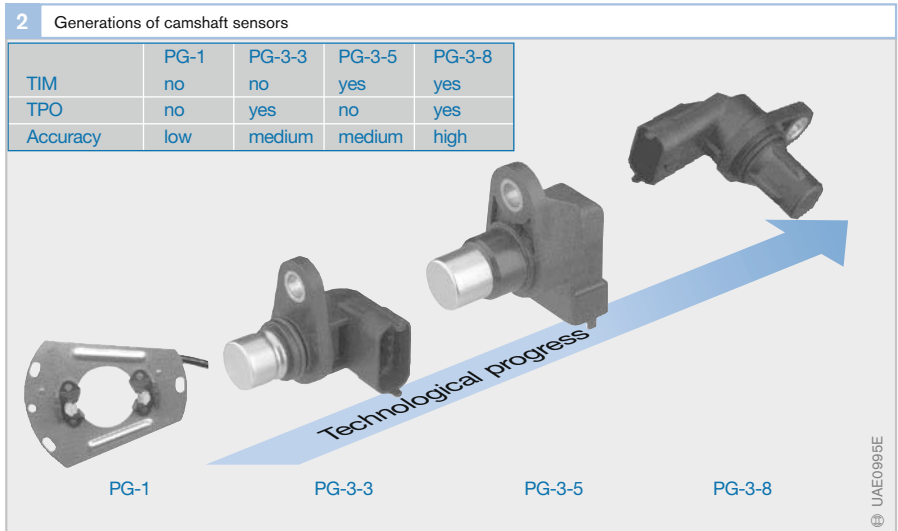 2 Generations of camshaft sensors
PG-1 PG-3-3 PG-3-5 PG-3-8
TIM no no yes yes
TPO no yes no yes
Accuracy low medium medium high
Technological progress
PG-1 PG-3-3 PG-3-5 PG-3-8
UAE0995E